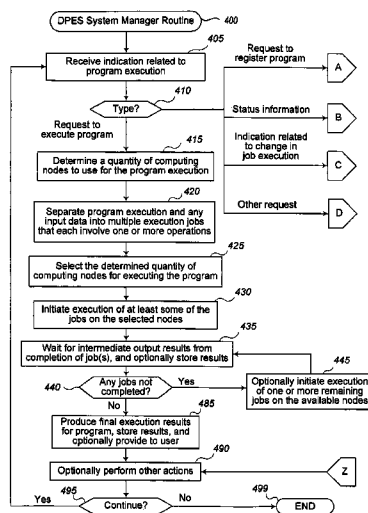 DPES System Manager Routine
400
405
Receive indication related to
program execution
410
Type?
Request to
register program
A
Status information
B
Indication related
to change in
job execution
C
Other request
D
Request to
execute program
415
Determine a quantity of computing
nodes to use for the program execution
420
Separate program execution and any
input data into multiple execution jobs
that each involve one or more operations
425
Select the determined quantity of
computing nodes for executing the program
430
Initiate execution of at least some of the
jobs on the selected nodes
435
Wait for intermediate output results from
completion of job(s), and optionally store results
440
Any jobs not
completed?
Yes
445
Optionally initiate execution
of one or more remaining
jobs on the available nodes
No
485
Produce final execution results
for program, store results, and
optionally provide to user
490
Optionally perform other actions
Z
Yes
495
Continue?
No
499
END